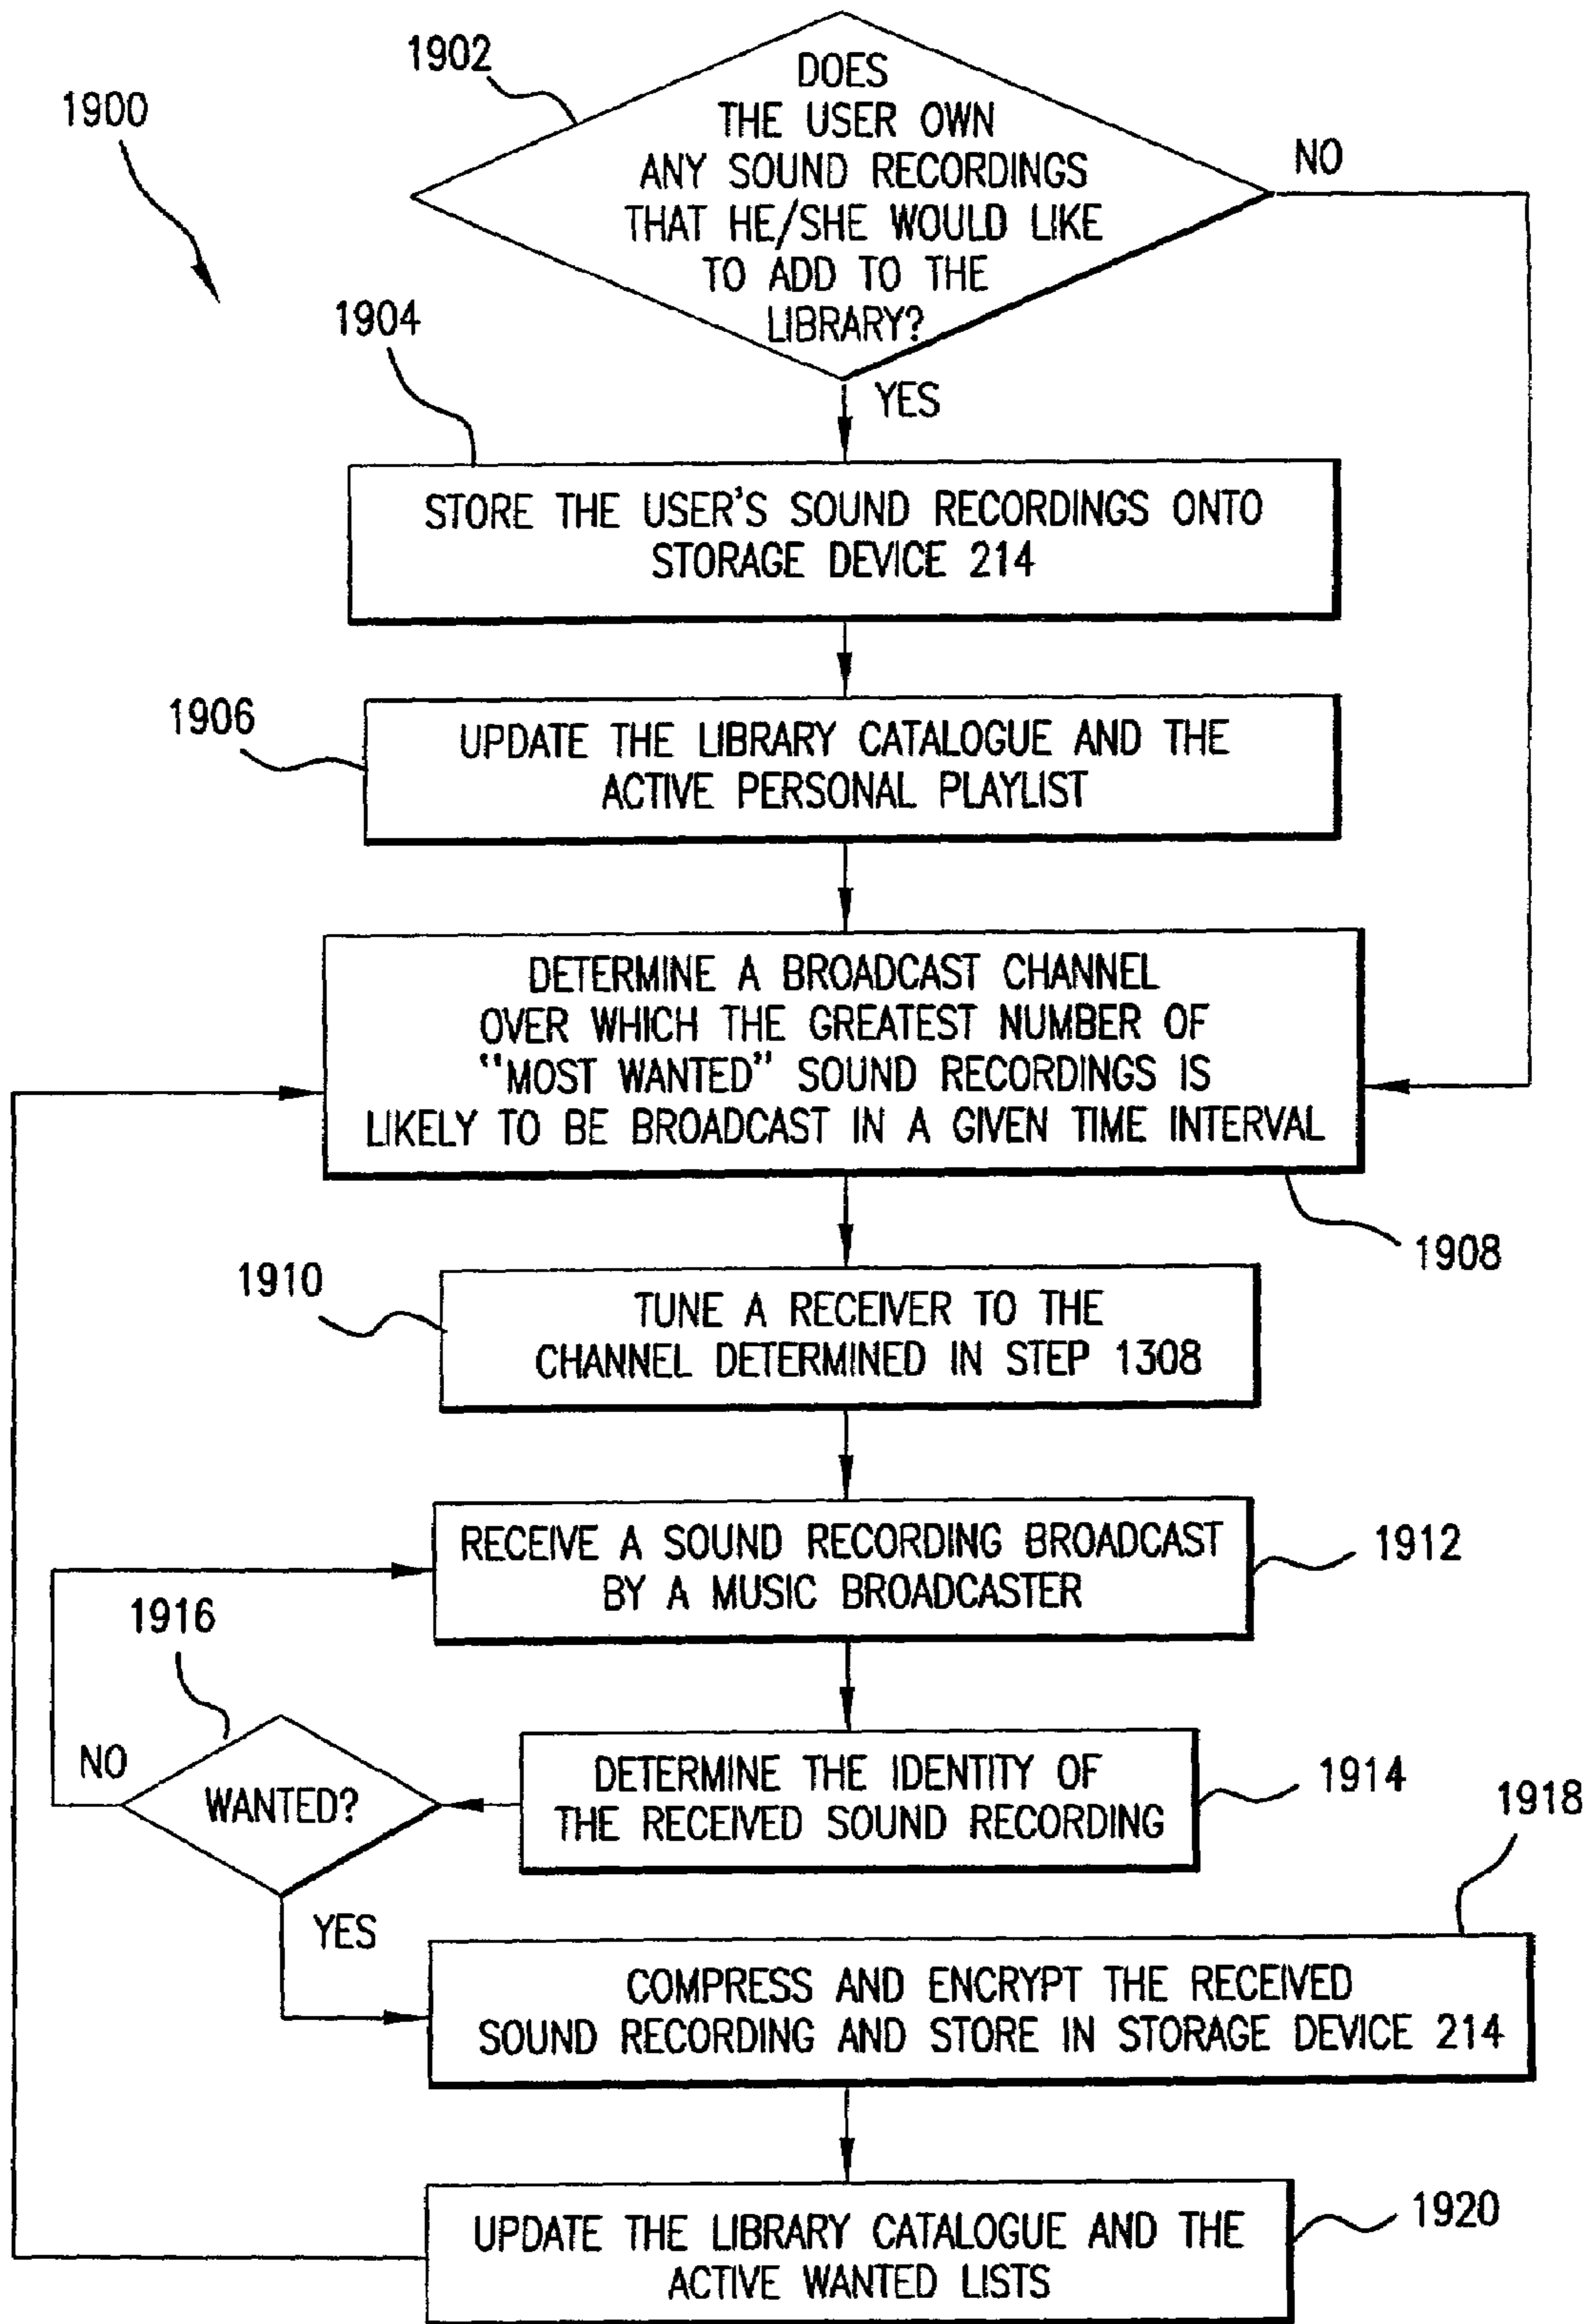 1900
1902
DOES
THE USER OWN
ANY SOUND RECORDINGS
THAT HE/SHE WOULD LIKE
TO ADD TO THE
LIBRARY?
NO
YES
1904
STORE THE USER'S SOUND RECORDINGS ONTO
STORAGE DEVICE 214
1906
UPDATE THE LIBRARY CATALOGUE AND THE
ACTIVE PERSONAL PLAYLIST
DETERMINE A BROADCAST CHANNEL
OVER WHICH THE GREATEST NUMBER OF
"MOST WANTED" SOUND RECORDINGS IS
LIKELY TO BE BROADCAST IN A GIVEN TIME INTERVAL
1908
1910
TUNE A RECEIVER TO THE
CHANNEL DETERMINED IN STEP 1308
RECEIVE A SOUND RECORDING BROADCAST
BY A MUSIC BROADCASTER
1912
DETERMINE THE IDENTITY OF
THE RECEIVED SOUND RECORDING
1914
1916
WANTED?
NO
YES
1918
COMPRESS AND ENCRYPT THE RECEIVED
SOUND RECORDING AND STORE IN STORAGE DEVICE 214
UPDATE THE LIBRARY CATALOGUE AND THE
ACTIVE WANTED LISTS
1920